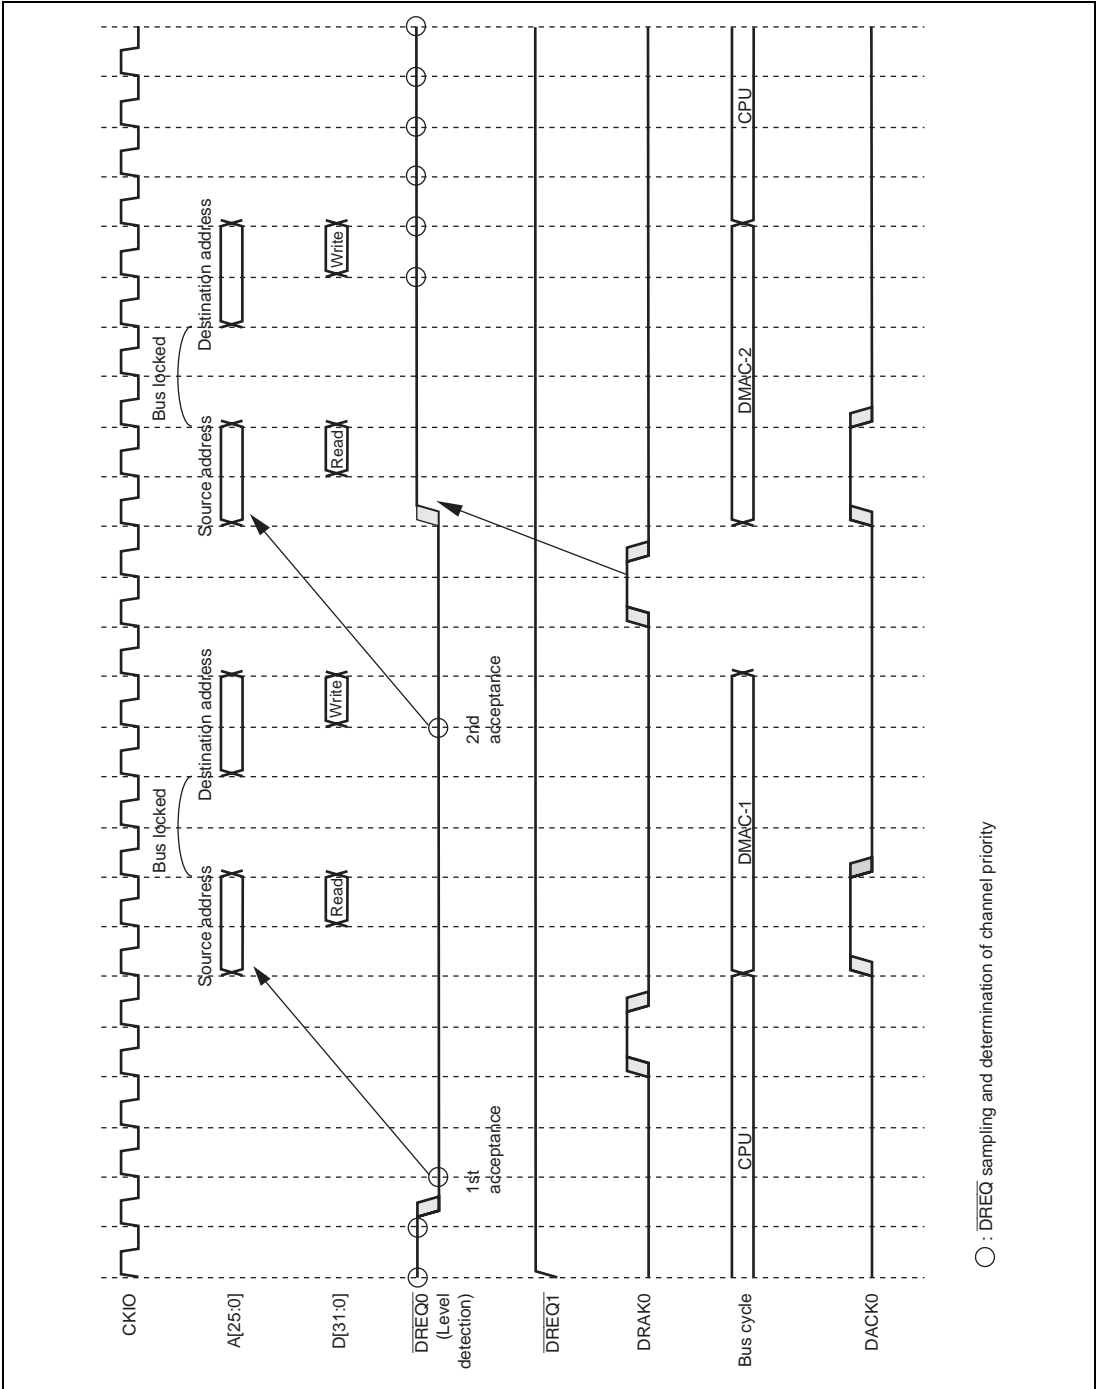 CKIO
Bus locked
Bus locked
A[25:0]
Source address
Destination address
Source address
Destination address
D[31:0]
Read
Write
Read
Write
DREQ0
(Level
detection)
1st
acceptance
2nd
acceptance
DREQ1
DRAK0
Bus cycle
CPU
DMAC-1
DMAC-2
CPU
DACK0
: DREQ sampling and determination of channel priority